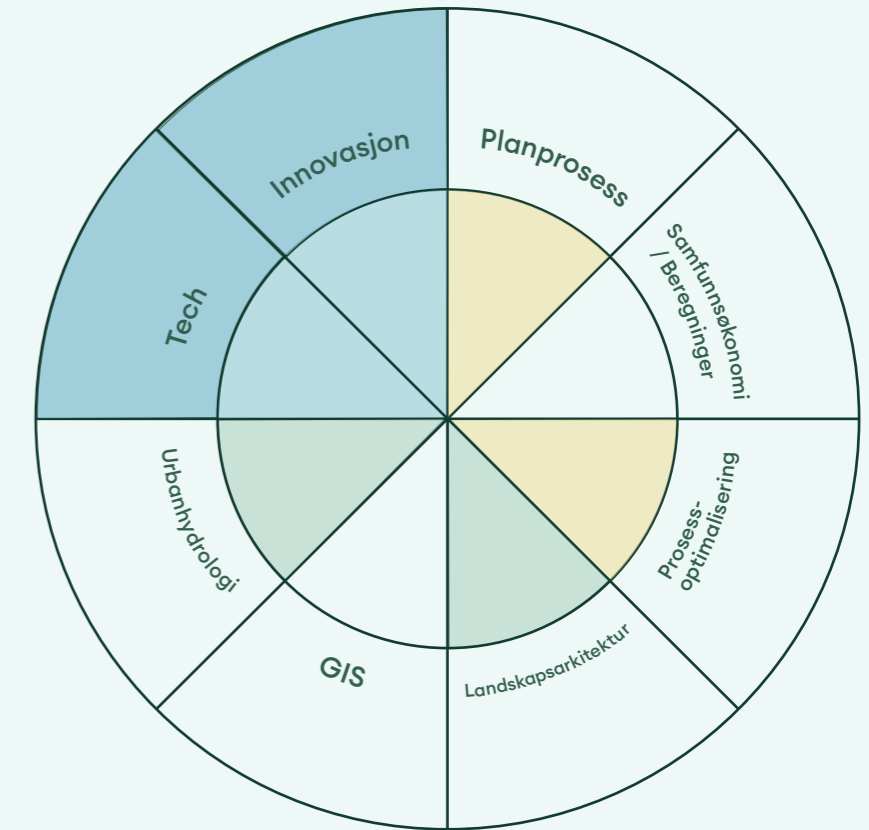 Innovasjon
Planprosess
Samfunnsøkonomi
/ Beregninger
Prosess-
optimalisering
Landskapsarkitektur
GIS
Urbanhydrologi
Tech